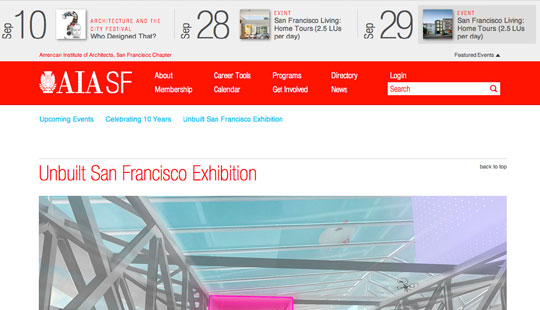 Sep
10
ARCHITECTURE AND THE
CITY FESTIVAL
Who Designed That?
Sep
28
EVENT
San Francisco Living:
Home Tours (2.5 LUs
per day)
Sep
29
EVENT
San Francisco Living:
Home Tours (2.5 LUs
per day)
American Institute of Architects, San Francisco Chapter
Featured Events
AIA SF
About
Career Tools
Programs
Directory
Login
Membership
Calendar
Get Involved
News
Search
Upcoming Events
Celebrating 10 Years
Unbuilt San Francisco Exhibition
back to top
Unbuilt San Francisco Exhibition